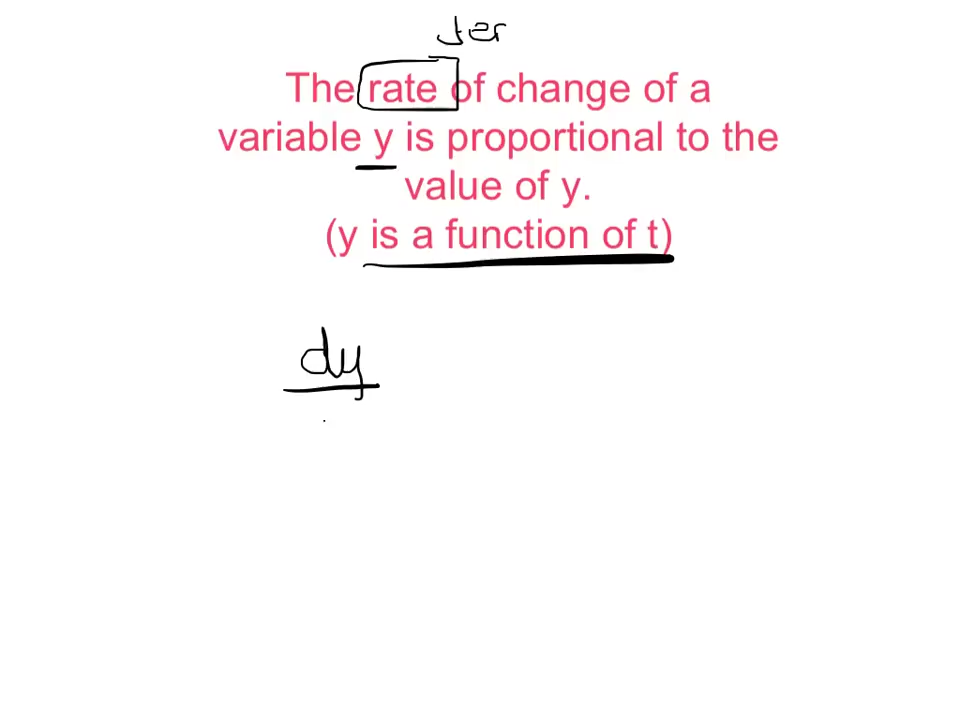 The rate of change of a
variable y is proportional to the
value of y.
(y is a function of t)
dy